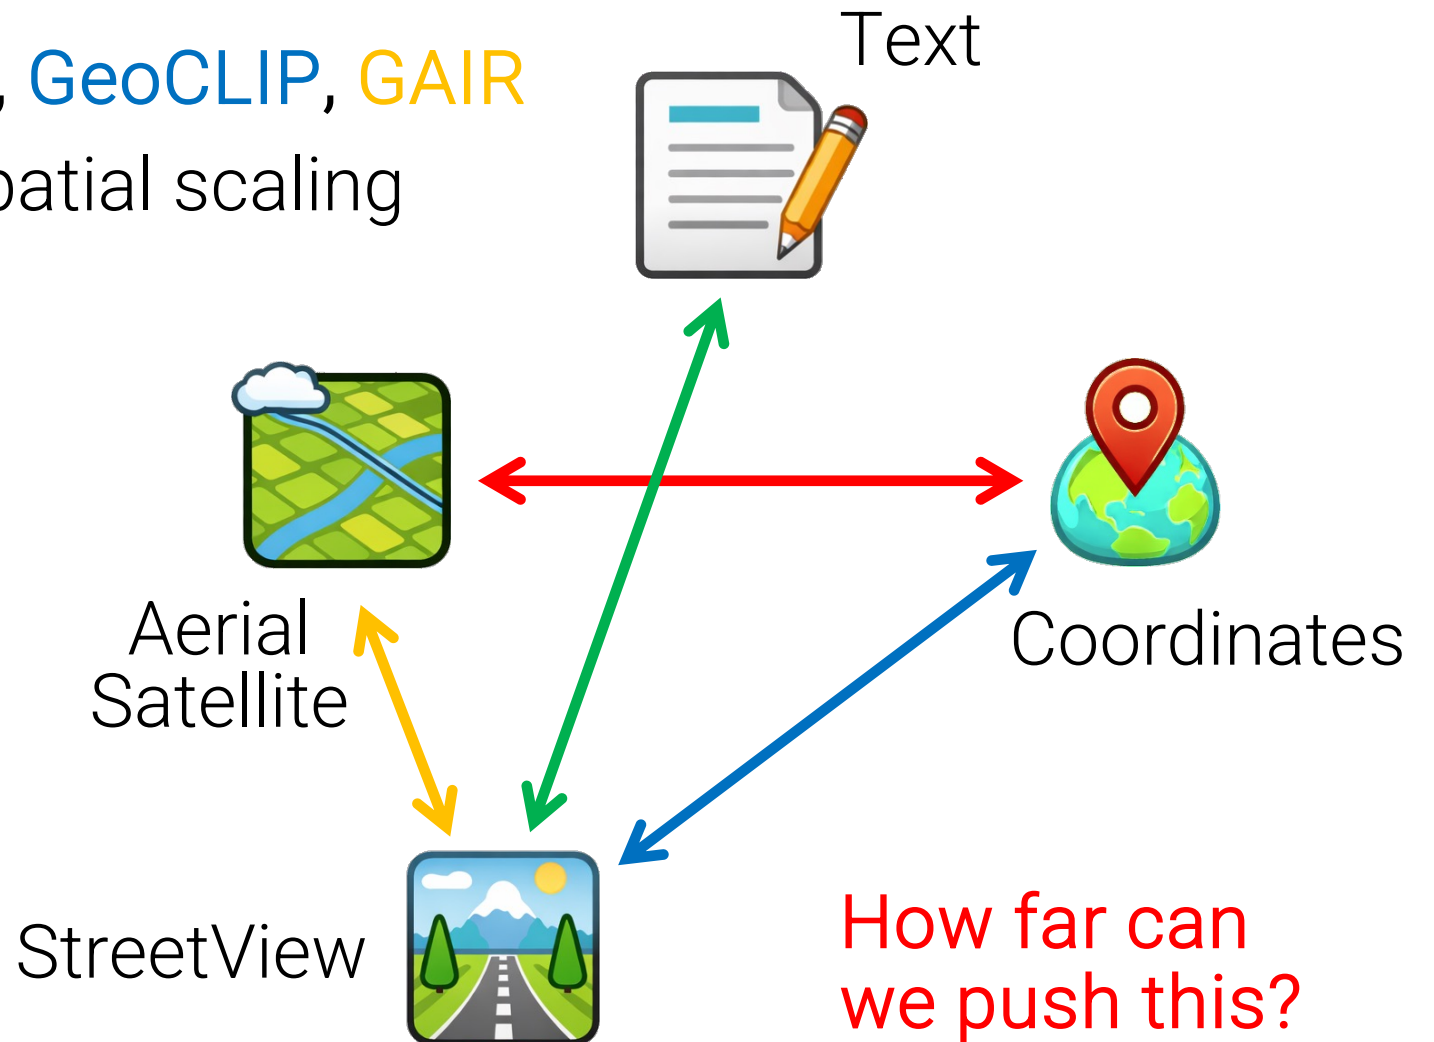 , GeoCLIP, GAIR
patial scaling
Text
Aerial
Satellite
Coordinates
StreetView
How far can
we push this?